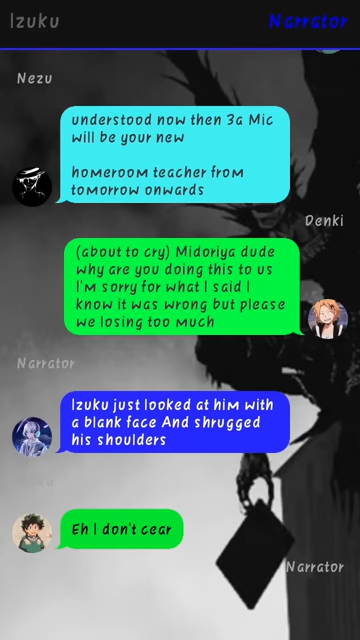 Izuku
Narrator
Nezu
understood now then 3a Mic
will be your new
homeroom teacher from
tomorrow onwards
Denki
(about to cry) Midoriya dude
why are you doing this to us
I'm sorry for what I said I
know it was wrong but please
we losing too much
Narrator
Izuku just looked at him with
a blank face And shrugged
his shoulders
Eh I don't cear
Narrator